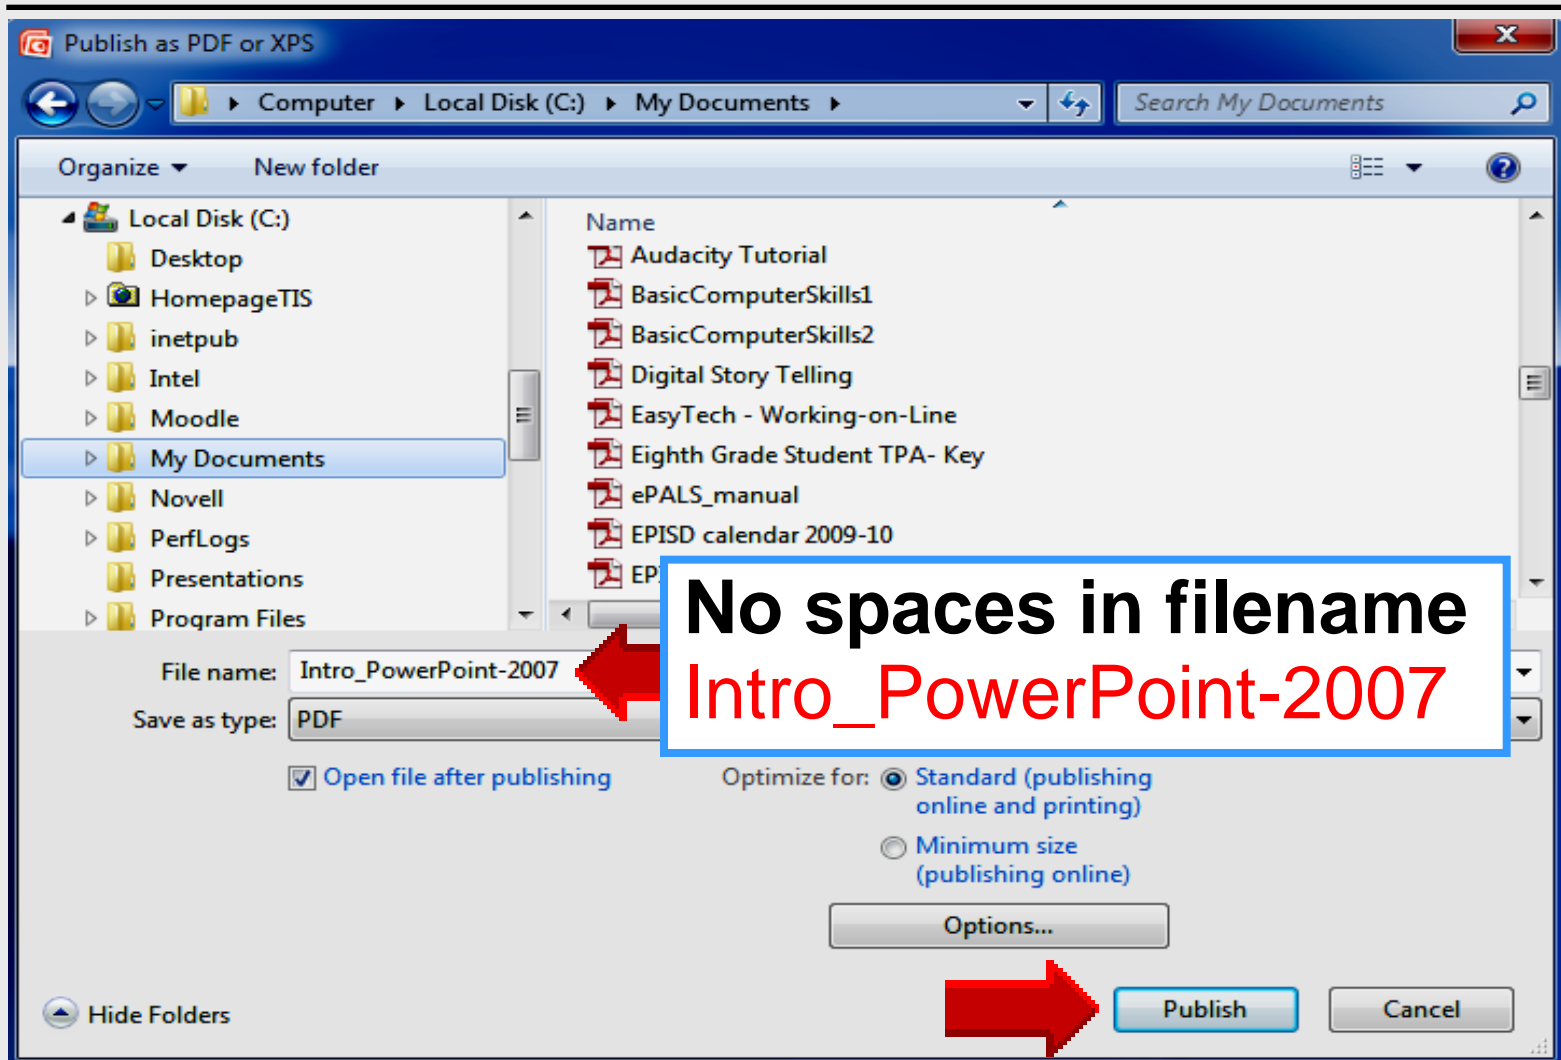 Publish as PDF or XPS
Computer Local Disk (C:) My Documents
Search My Documents
Organize New folder
Local Disk (C:)
Desktop
HomepageTIS
inetpub
Intel
Moodle
My Documents
Novell
PerfLogs
Presentations
Program Files
Name
Audacity Tutorial
BasicComputerSkills1
BasicComputerSkills2
Digital Story Telling
EasyTech - Working-on-Line
Eighth Grade Student TPA- Key
ePALS_manual
EPISD calendar 2009-10
No spaces in filename
Intro_PowerPoint-2007
File name: Intro_PowerPoint-2007
Save as type: PDF
Open file after publishing
Optimize for: Standard (publishing
online and printing)
Minimum size
(publishing online)
Options...
Hide Folders
Publish Cancel